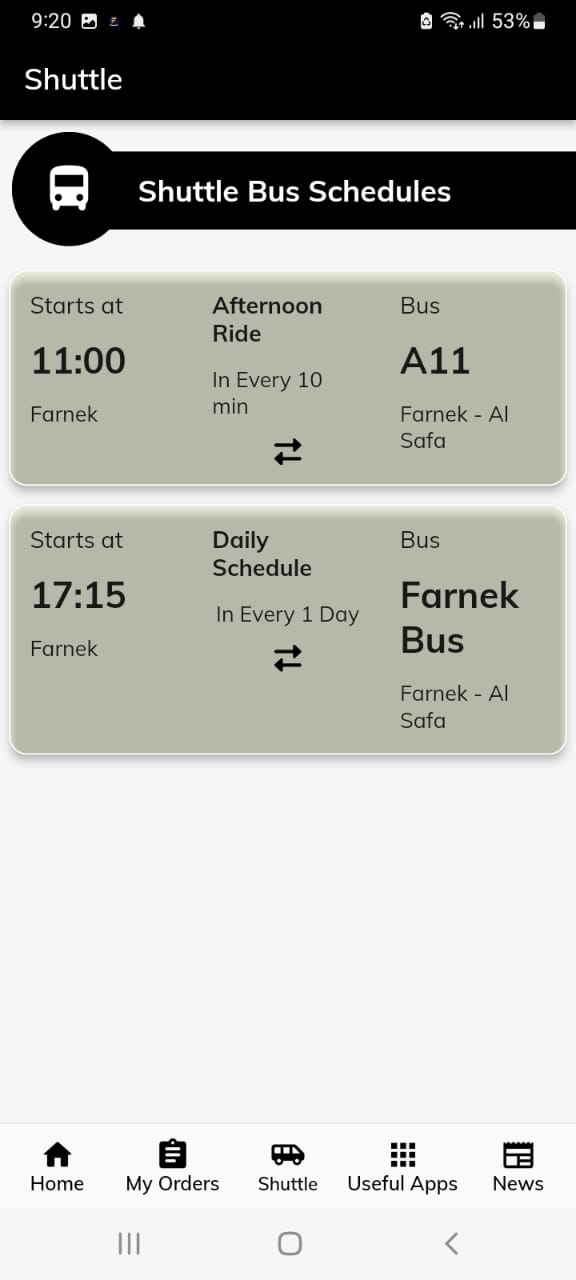 9:20
53%
Shuttle
Shuttle Bus Schedules
Starts at
11:00
Farnek
Afternoon
Ride
In Every 10
min
Bus
A11
Farnek - Al
Safa
Starts at
17:15
Farnek
Daily
Schedule
In Every 1 Day
Bus
Farnek
Bus
Farnek - Al
Safa
Home
My Orders
Shuttle
Useful Apps
News